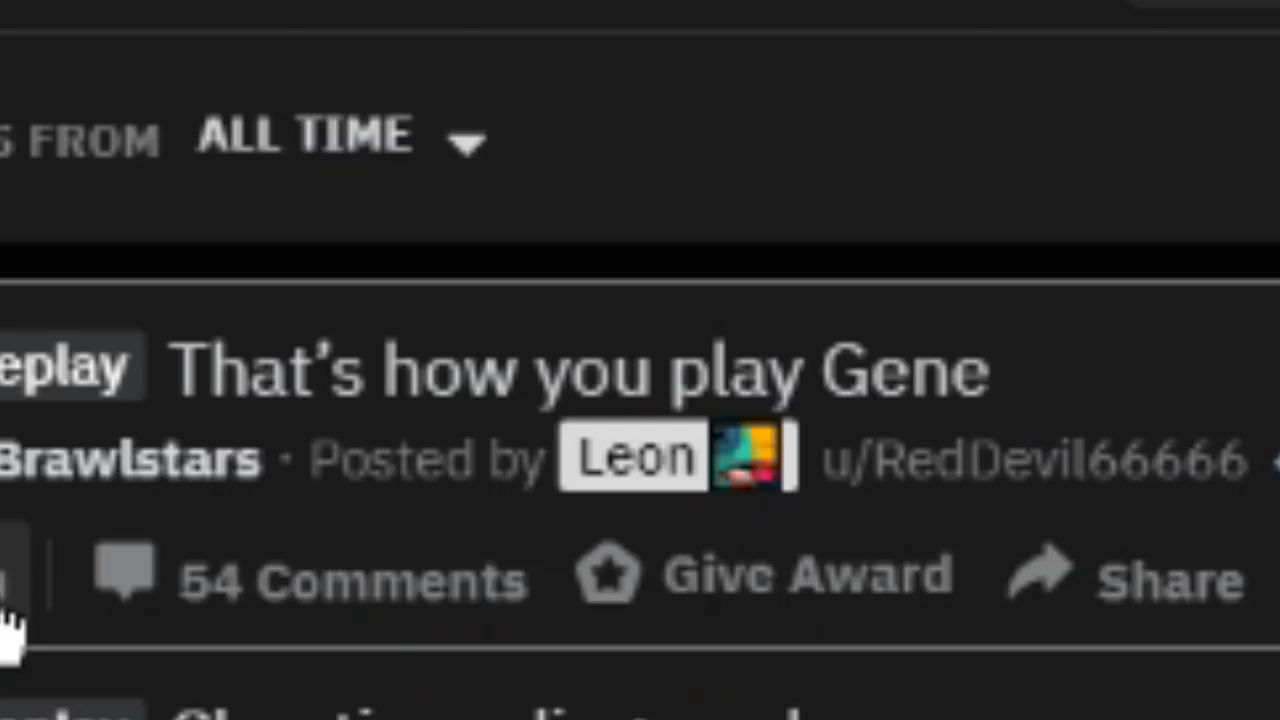 FROM ALL TIME
eplay That’s how you play Gene
Brawlstars · Posted by Leon u/RedDevil66666
54 Comments Give Award Share